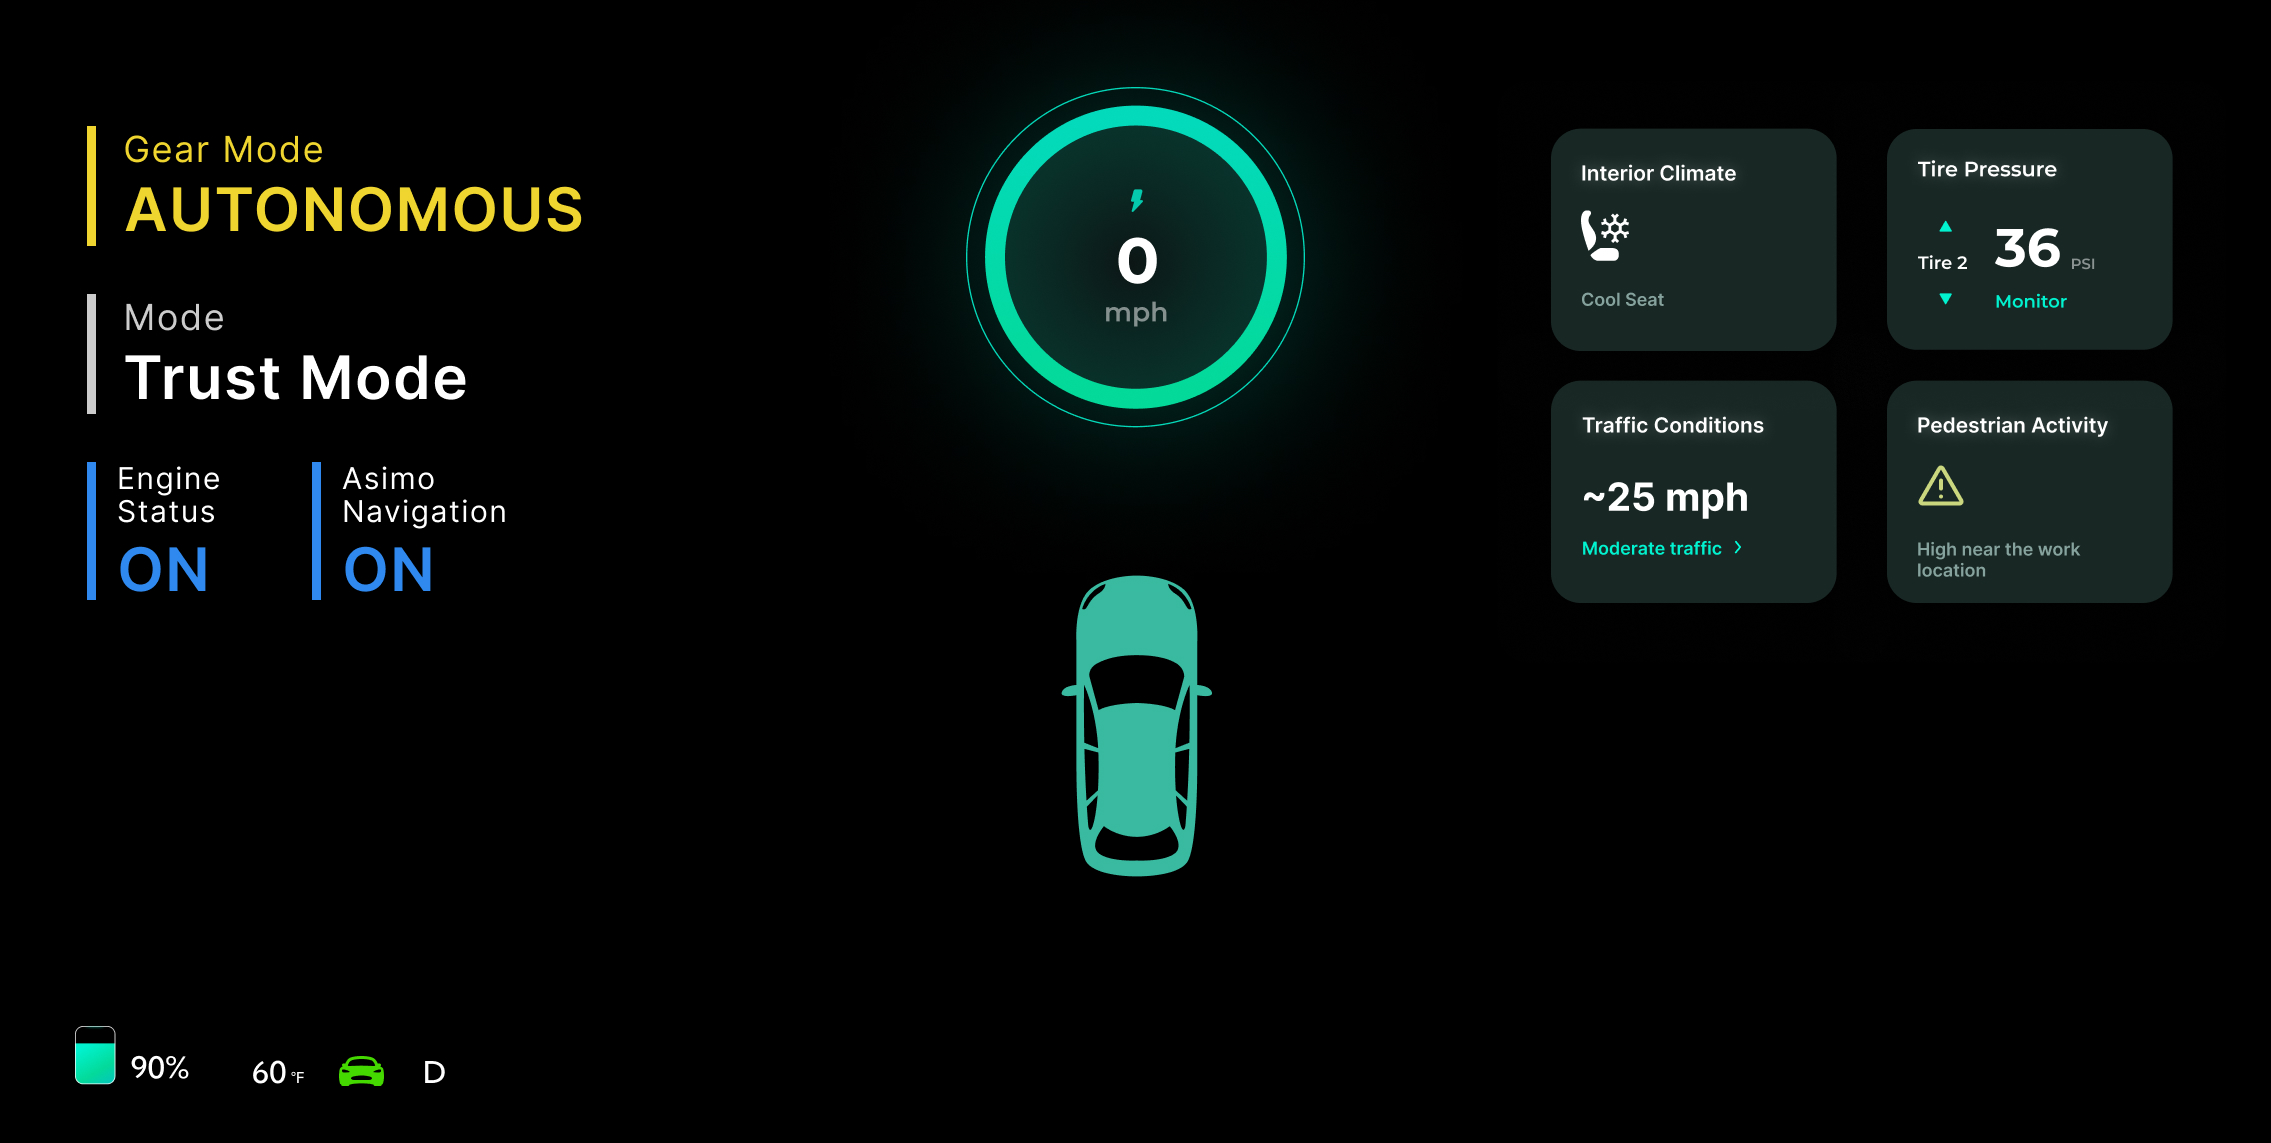 Gear Mode
AUTONOMOUS
Mode
Trust Mode
Engine
Status
ON
Asimo
Navigation
ON
0
mph
Interior Climate
Cool Seat
Tire Pressure
Tire 2
36 PSI
Monitor
Traffic Conditions
~25 mph
Moderate traffic
Pedestrian Activity
High near the work
location
90%
60 °F
D